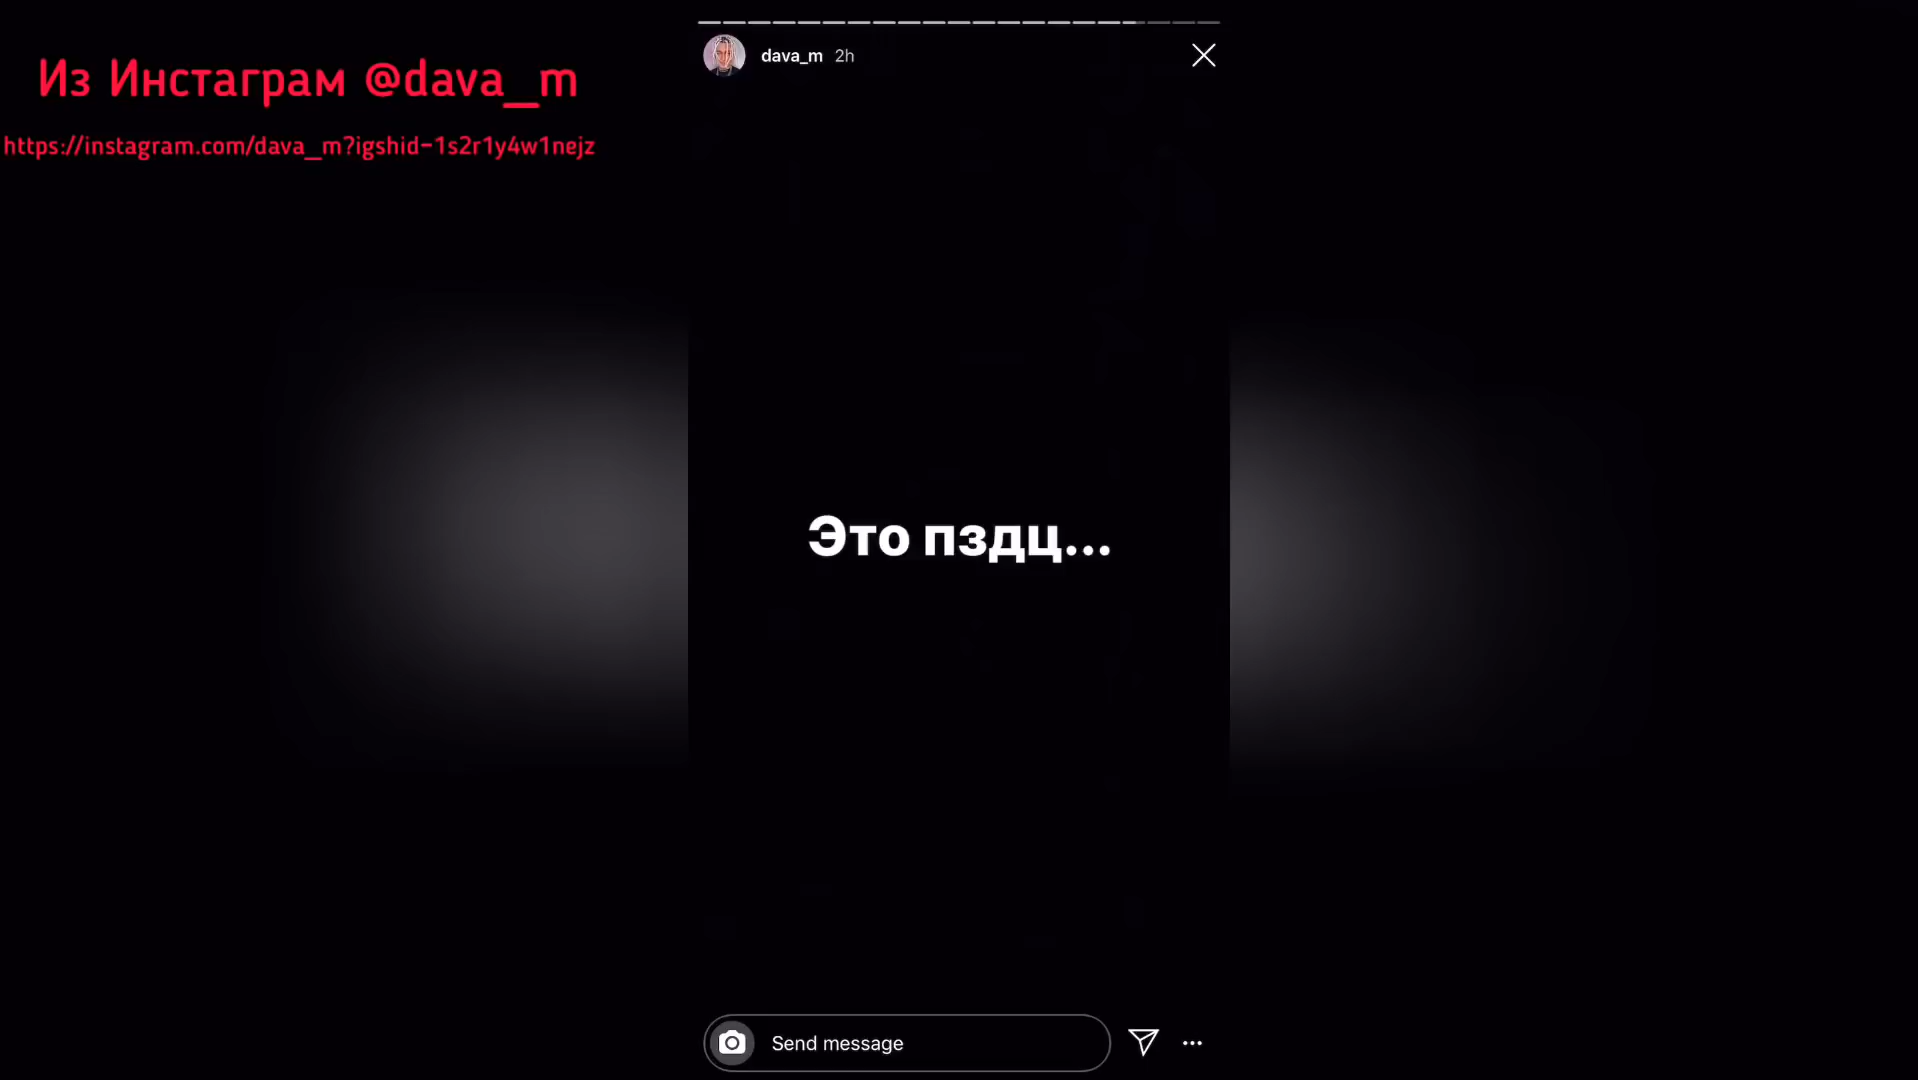 Из Инстаграм @dava_m
https://instagram.com/dava_m?igshid-1s2r1y4w1nejz
dava_m 2h
Это пздц...
Send message